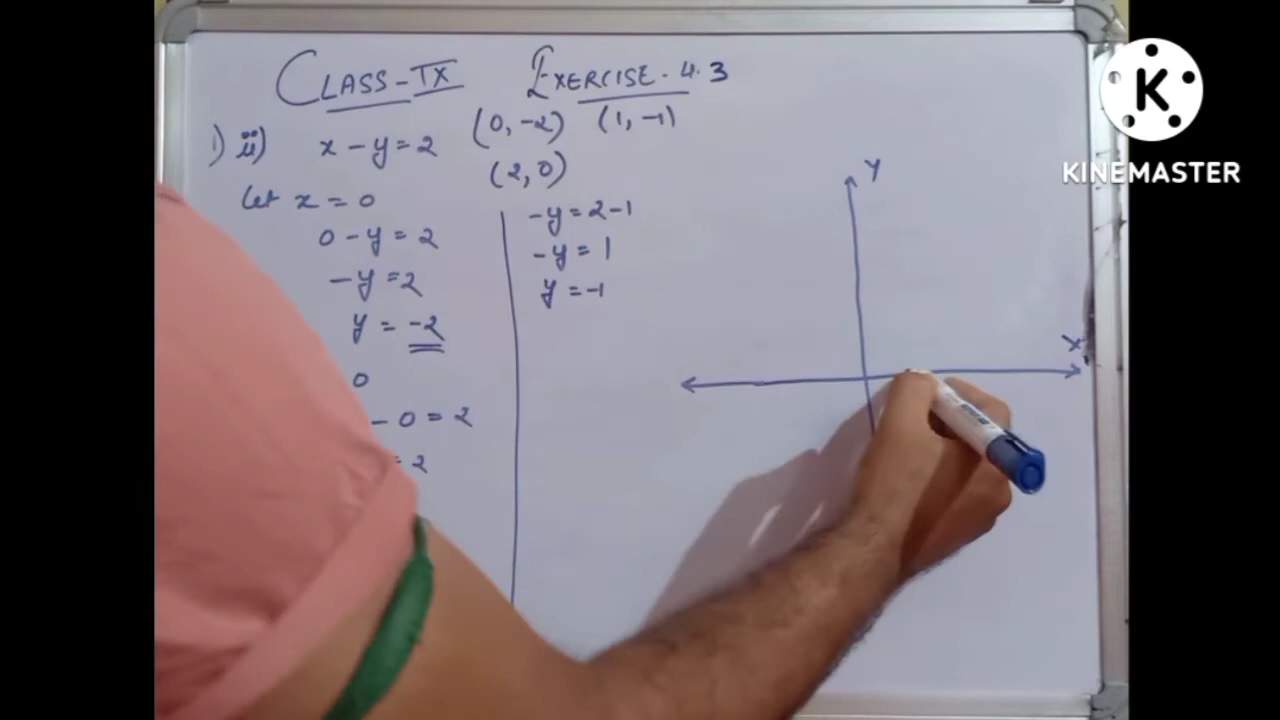 CLASS-IX EXERCISE-4.3
1) ii) x - y = 2 (0, -2) (1, -1)
(2, 0)
let x = 0
0 - y = 2
-y = 2
y = -2
0
- 0 = 2
= 2
-y = 2 - 1
-y = 1
y = -1
Y
X
K
KINEMASTER